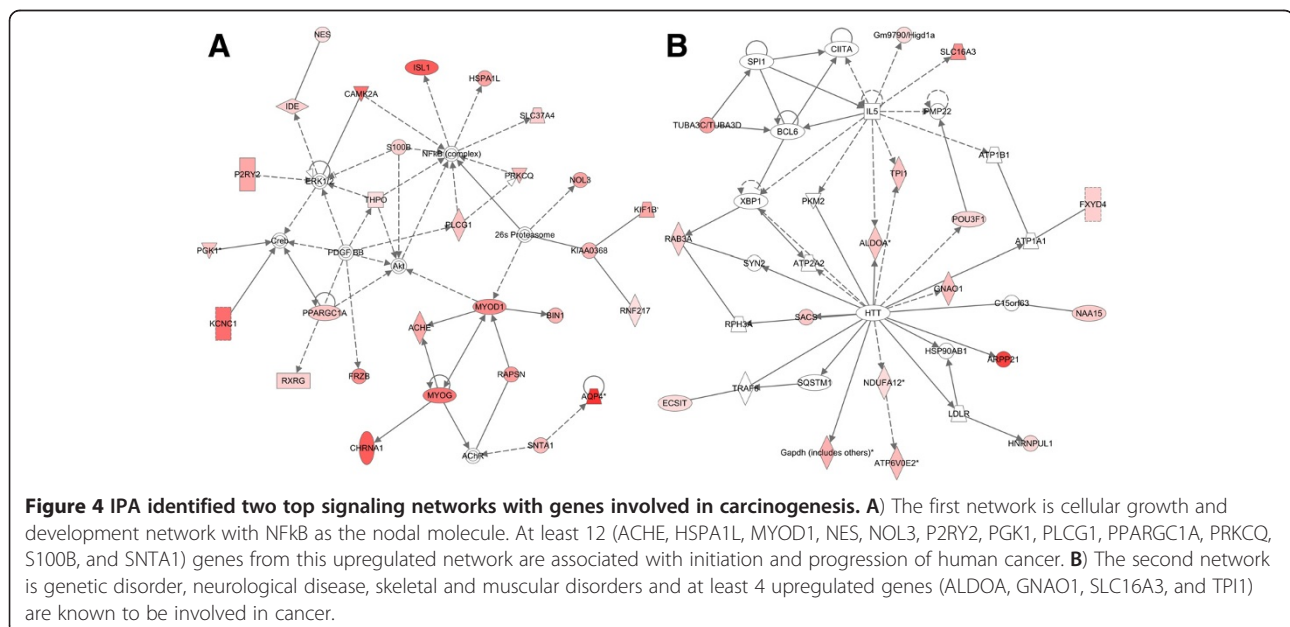 A
B
NES
ISL1
HSPA1L
CAMK2A
IDE
SLC37A4
S100B
NFkB (complex)
P2RY2
ERK1/2
PRKCQ
NOL3
THPO
KIF1B*
PLCG1
26s Proteasome
PGK1*
Creb
PDGF BB
Akt
KIAA0368
PPARGC1A
MYOD1
RNF217
KCNC1
ACHE
BIN1
RXRG
FRZB
RAPSN
MYOG
AQP4*
CHRNA1
AChR
SNTA1
Gm9790/Higd1a
CIITA
SLC16A3
SPI1
IL5
PMP22
TUBA3C/TUBA3D
BCL6
ATP1B1
TPI1
XBP1
PKM2
FXYD4
POU3F1
RAB3A
ALDOA*
ATP1A1
SYN2
ATP2A2
GNAO1
C15orf63
RPH3A
SACS
HTT
NAA15
HSP90AB1
ARPP21
TRAF6
SQSTM1
NDUFA12*
ECSIT
LDLR
HNRNPUL1
Gapdh (includes others)*
ATP6V0E2*
Figure 4 IPA identified two top signaling networks with genes involved in carcinogenesis. A) The first network is cellular growth and
development network with NFkB as the nodal molecule. At least 12 (ACHE, HSPA1L, MYOD1, NES, NOL3, P2RY2, PGK1, PLCG1, PPARGC1A, PRKCQ,
S100B, and SNTA1) genes from this upregulated network are associated with initiation and progression of human cancer. B) The second network
is genetic disorder, neurological disease, skeletal and muscular disorders and at least 4 upregulated genes (ALDOA, GNAO1, SLC16A3, and TPI1)
are known to be involved in cancer.